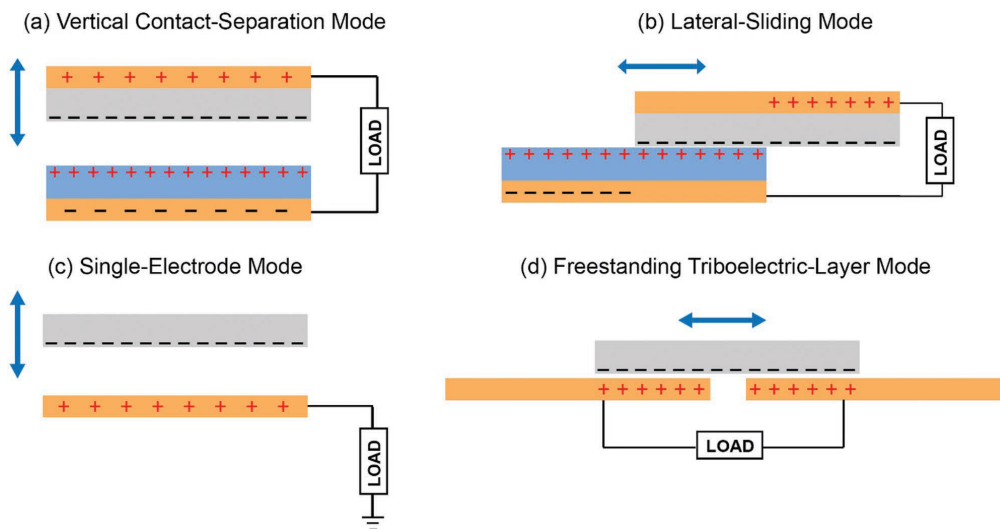 (a) Vertical Contact-Separation Mode
LOAD
(b) Lateral-Sliding Mode
LOAD
(c) Single-Electrode Mode
LOAD
(d) Freestanding Triboelectric-Layer Mode
LOAD